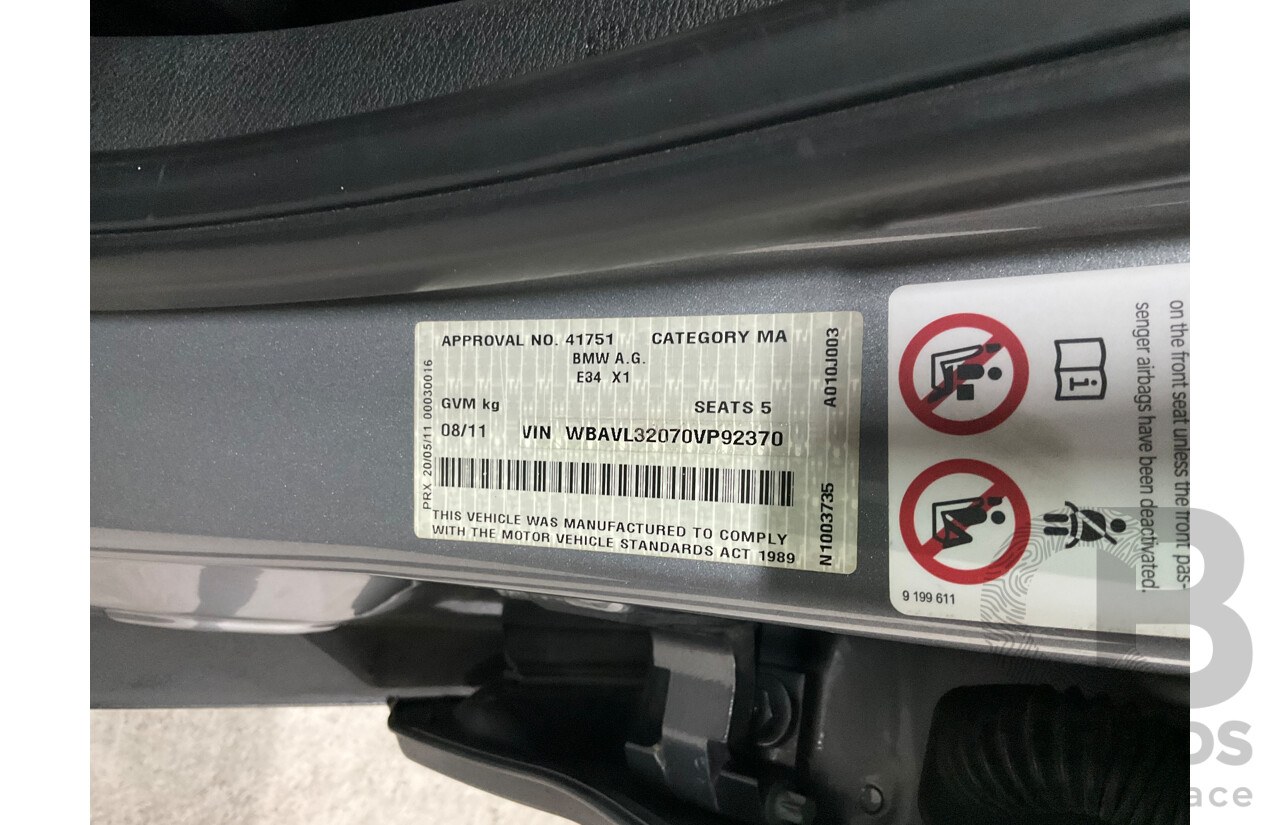 APPROVAL NO. 41751 CATEGORY MA
BMW A.G.
E34 X1
GVM kg SEATS 5
08/11 VIN WBAVL32070VP92370
THIS VEHICLE WAS MANUFACTURED TO COMPLY
WITH THE MOTOR VEHICLE STANDARDS ACT 1989
PRX 20/05/11 00030016
N1003735 A010J003
on the front seat unless the front pas-
senger airbags have been deactivated.
9 199 611
B
os
ace